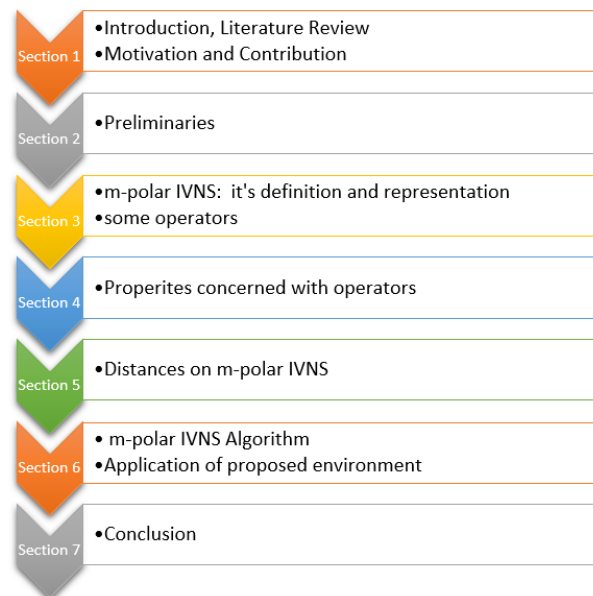 Section 1
•Introduction, Literature Review
•Motivation and Contribution
Section 2
•Preliminaries
Section 3
•m-polar IVNS:  it's definition and representation
•some operators
Section 4
•Properites concerned with operators
Section 5
•Distances on m-polar IVNS
Section 6
• m-polar IVNS Algorithm
•Application of proposed environment
Section 7
•Conclusion